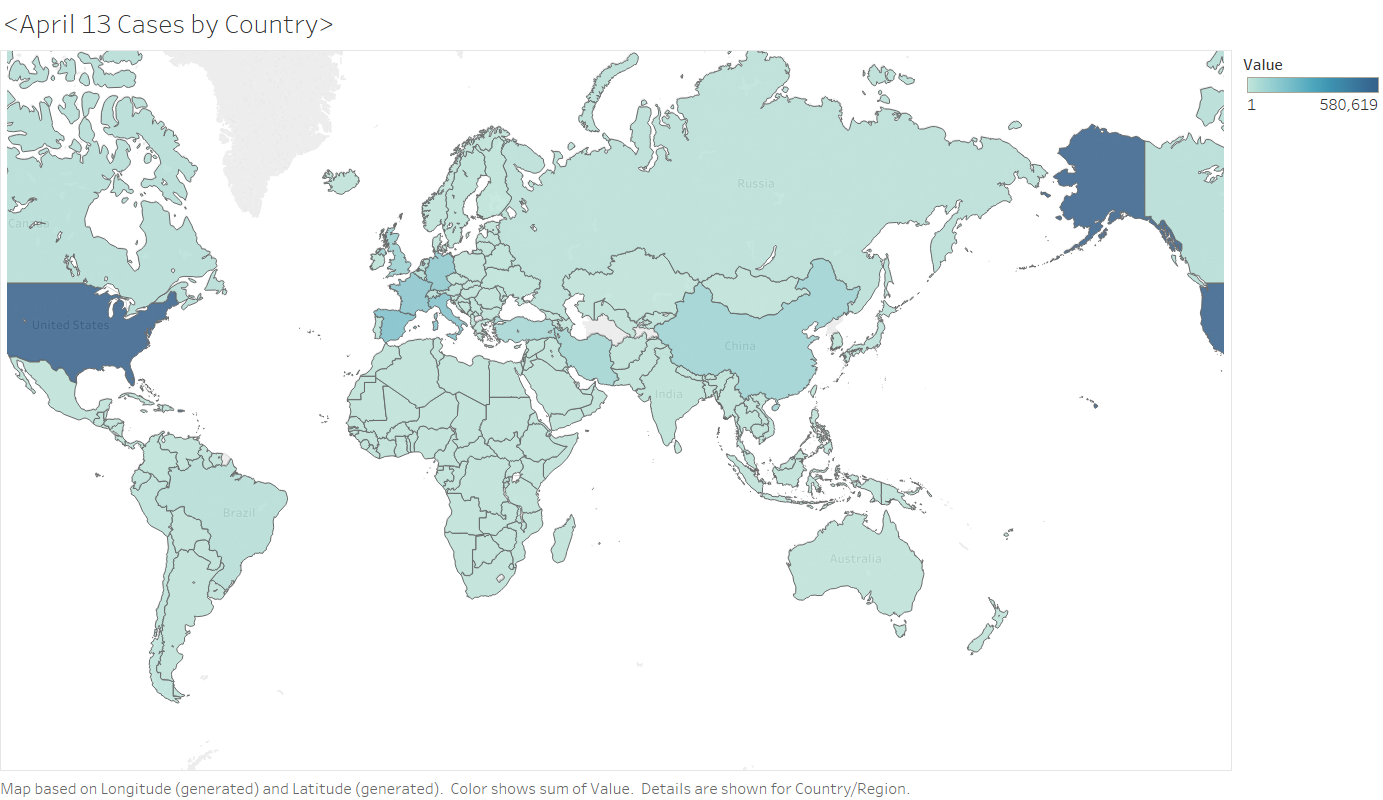 <April 13 Cases by Country>
Value
1 580,619
Russia
Canada
United States
China
India
Brazil
Australia
Map based on Longitude (generated) and Latitude (generated). Color shows sum of Value. Details are shown for Country/Region.